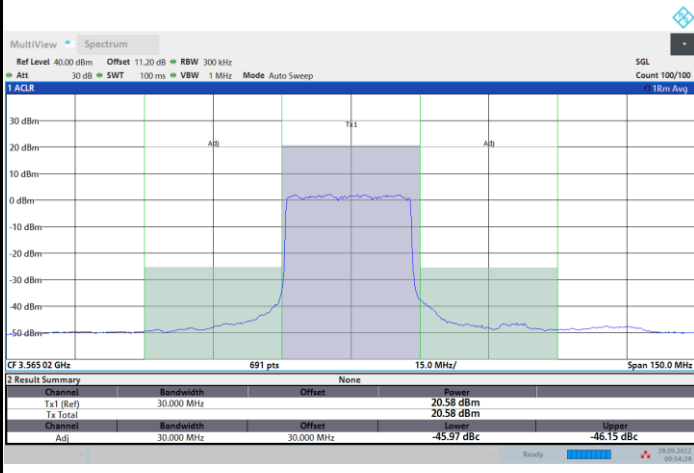 MultiView Spectrum
Ref Level 40.00 dBm Offset 11.20 dB RBW 300 kHz SGL
Att 30 dB SWT 100 ms VBW 1 MHz Mode Auto Sweep Count 100/100
1 ACLR 1Rm Avg
30 dBm
Tx1
20 dBm Adj Adj
10 dBm
0 dBm
-10 dBm
-20 dBm
-30 dBm
-40 dBm
-50 dBm
CF 3.56502 GHz 691 pts 15.0 MHz/ Span 150.0 MHz
2 Result Summary None
Channel Bandwidth Offset Power
Tx1 (Ref) 30.000 MHz 20.58 dBm
Tx Total 20.58 dBm
Channel Bandwidth Offset Lower Upper
Adj 30.000 MHz 30.000 MHz -45.97 dBc -46.15 dBc
Ready 28.09.2022
09:54:26